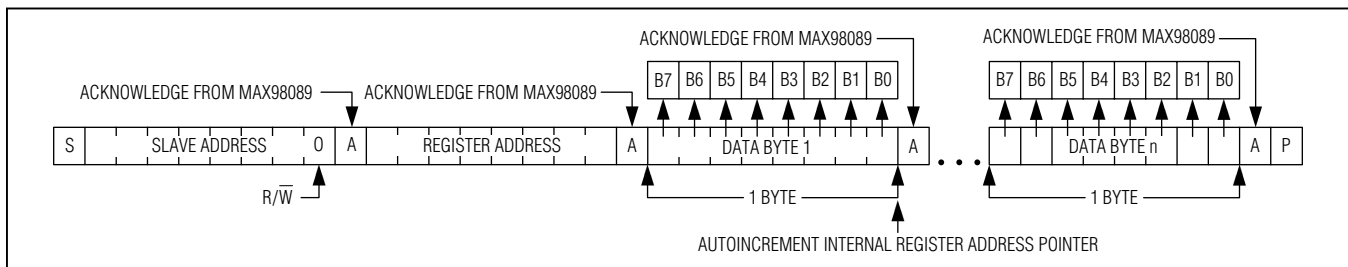 ACKNOWLEDGE FROM MAX98089 ACKNOWLEDGE FROM MAX98089
B7 B6 B5 B4 B3 B2 B1 B0 B7 B6 B5 B4 B3 B2 B1 B0
ACKNOWLEDGE FROM MAX98089 ACKNOWLEDGE FROM MAX98089
S SLAVE ADDRESS 0 A REGISTER ADDRESS A DATA BYTE 1 A DATA BYTE n A P
R/W̅ 1 BYTE 1 BYTE
AUTOINCREMENT INTERNAL REGISTER ADDRESS POINTER